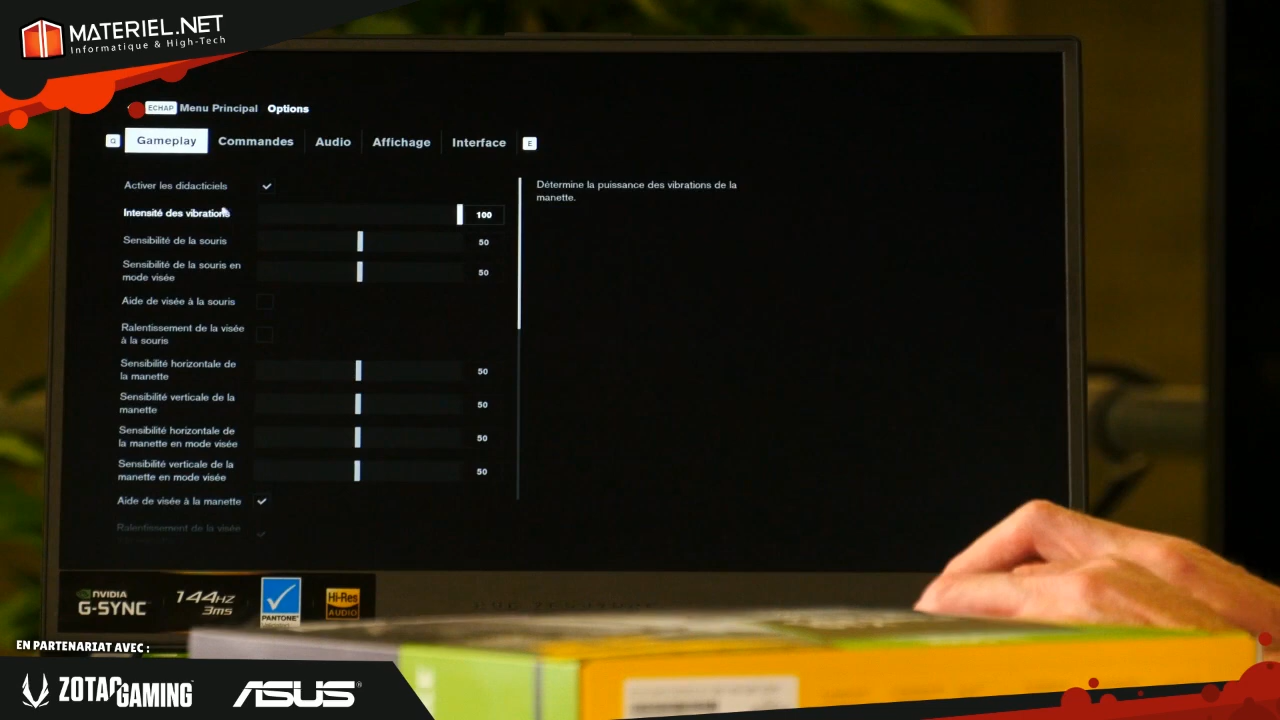 MATERIEL.NET
Informatique & High-Tech
ECHAP Menu Principal Options
Q Gameplay Commandes Audio Affichage Interface E
Activer les didacticiels
Intensité des vibrations 100
Sensibilité de la souris 50
Sensibilité de la souris en
mode visée 50
Aide de visée à la souris
Ralentissement de la visée
à la souris
Sensibilité horizontale de
la manette 50
Sensibilité verticale de la
manette 50
Sensibilité horizontale de
la manette en mode visée 50
Sensibilité verticale de la
manette en mode visée 50
Aide de visée à la manette
Ralentissement de la visée
Détermine la puissance des vibrations de la
manette.
NVIDIA
G-SYNC
144HZ
3ms
PANTONE
Hi-Res
AUDIO
EN PARTENARIAT AVEC :
ZOTAC GAMING
ASUS